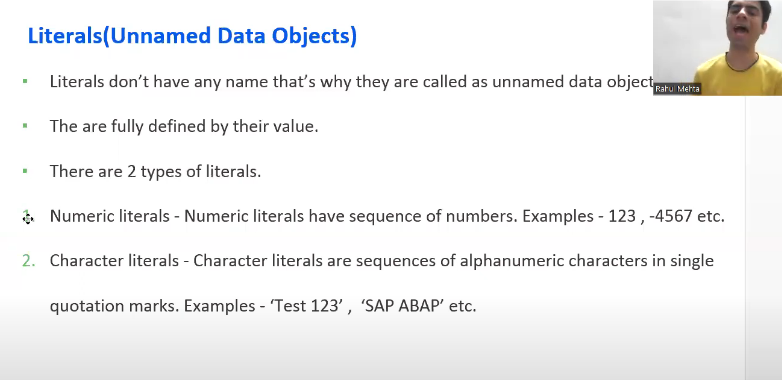 Literals(Unnamed Data Objects)
▪ Literals don’t have any name that’s why they are called as unnamed data object
Rahul Mehta
▪ The are fully defined by their value.
▪ There are 2 types of literals.
Numeric literals - Numeric literals have sequence of numbers. Examples - 123 , -4567 etc.
2. Character literals - Character literals are sequences of alphanumeric characters in single
quotation marks. Examples - ‘Test 123’ , ‘SAP ABAP’ etc.